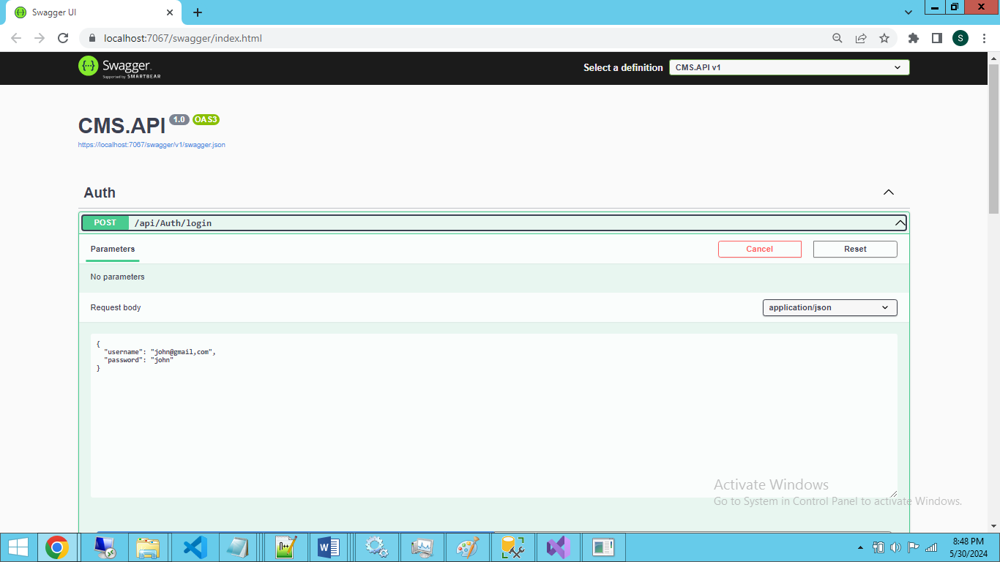 Swagger UI
localhost:7067/swagger/index.html
S
Swagger.
Supported by SMARTBEAR
Select a definition
CMS.API v1
CMS.API 1.0 OAS3
https://localhost:7067/swagger/v1/swagger.json
Auth
POST /api/Auth/login
Parameters
Cancel
Reset
No parameters
Request body
application/json
{
"username": "john@gmail,com",
"password": "john"
}
Activate Windows
Go to System in Control Panel to activate Windows.
8:48 PM
5/30/2024